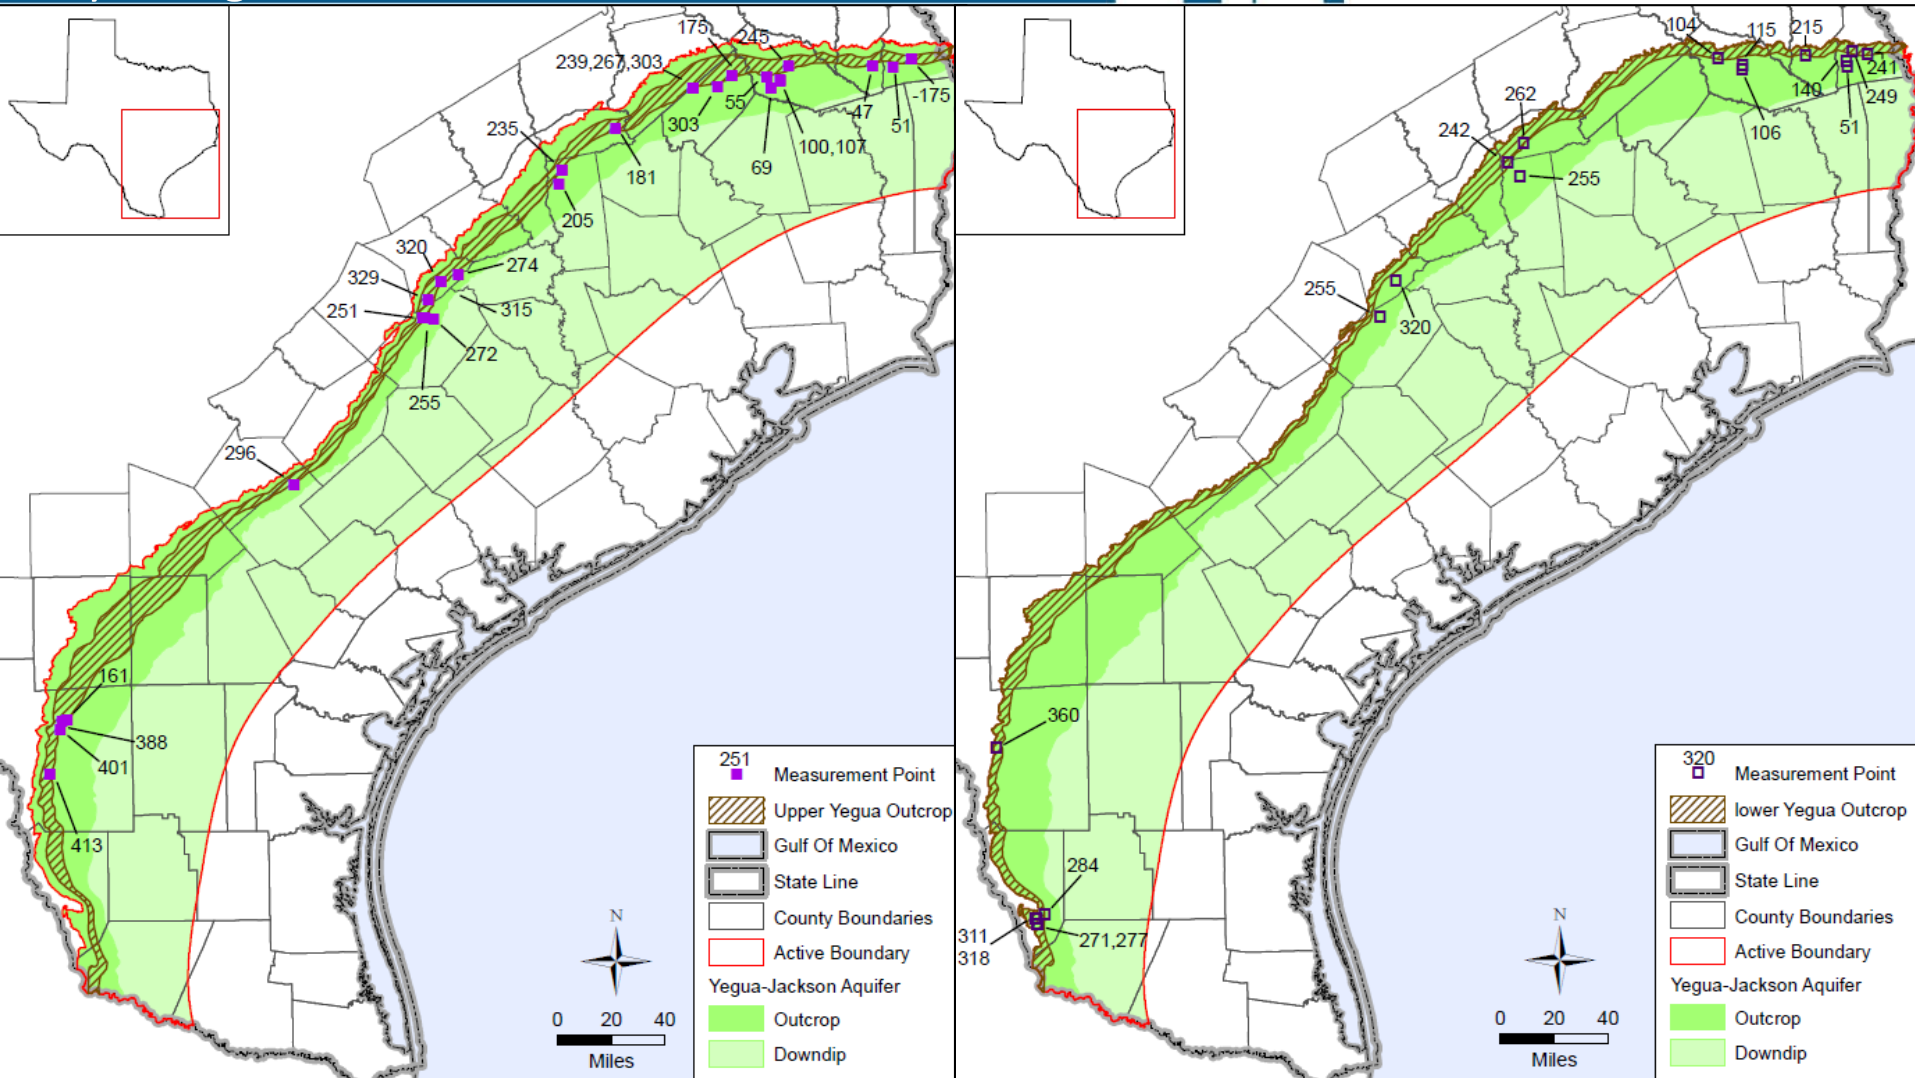 175
245
239,267,303
55
303
47
51
-175
69
100,107
235
181
205
320
274
329
315
251
272
255
296
161
388
401
413
N
0 20 40
Miles
251
Measurement Point
Upper Yegua Outcrop
Gulf Of Mexico
State Line
County Boundaries
Active Boundary
Yegua-Jackson Aquifer
Outcrop
Downdip
104
115
215
241
249
140
51
106
262
242
255
255
320
360
284
311
318
271,277
N
0 20 40
Miles
320
Measurement Point
lower Yegua Outcrop
Gulf Of Mexico
State Line
County Boundaries
Active Boundary
Yegua-Jackson Aquifer
Outcrop
Downdip